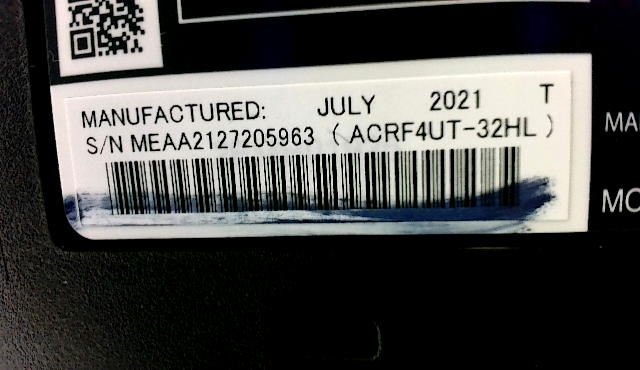 MANUFACTURED: JULY 2021 T
S/N MEAA2127205963 (ACRF4UT-32HL)
MA
MO